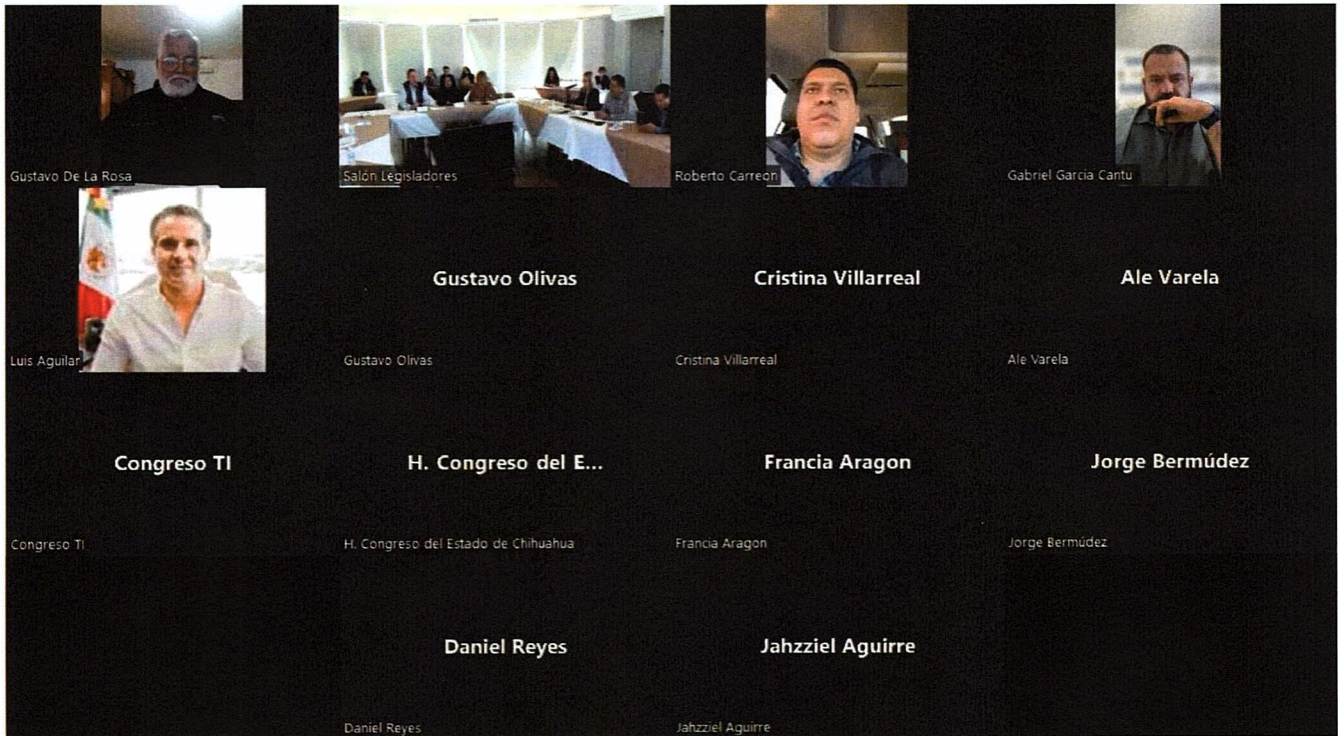 Gustavo De La Rosa
Salón Legisladores
Roberto Carreon
Gabriel Garcia Cantu
Luis Aguilar
Gustavo Olivas
Gustavo Olivas
Cristina Villarreal
Cristina Villarreal
Ale Varela
Ale Varela
Congreso TI
Congreso TI
H. Congreso del E...
H. Congreso del Estado de Chihuahua
Francia Aragon
Francia Aragon
Jorge Bermúdez
Jorge Bermúdez
Daniel Reyes
Daniel Reyes
Jahzziel Aguirre
Jahzziel Aguirre